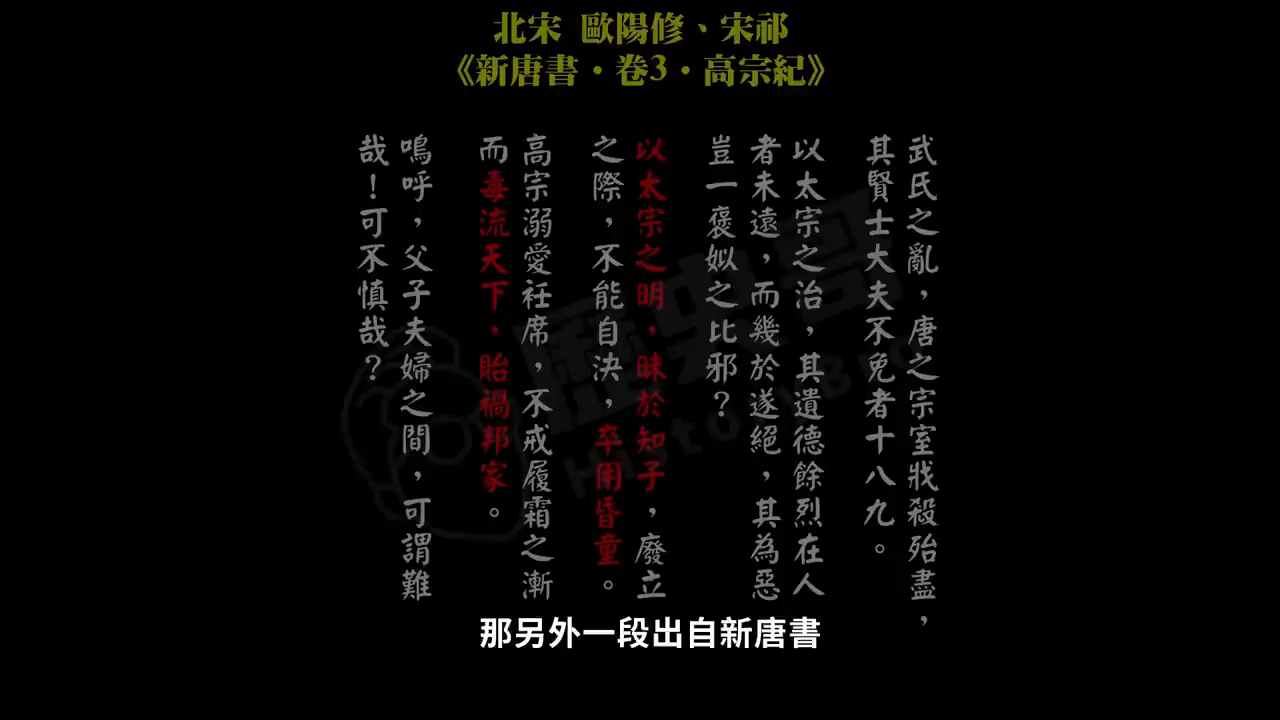 北宋 歐陽修、宋祁
《新唐書·卷3·高宗紀》
武氏之亂，唐之宗室戕殺殆盡，
其賢士大夫不免者十八九。
以太宗之治，其遺德餘烈在人
者未遠，而幾於遂絕，其為惡
豈一褒姒之比邪？
以太宗之明，昧於知子，廢立
之際，不能自決，卒用昏童。
高宗溺愛衽席，不戒履霜之漸
而毒流天下，貽禍邦家。
嗚呼，父子夫婦之間，可謂難
哉！可不慎哉？
歷史哥
HistoryBro
那另外一段出自新唐書